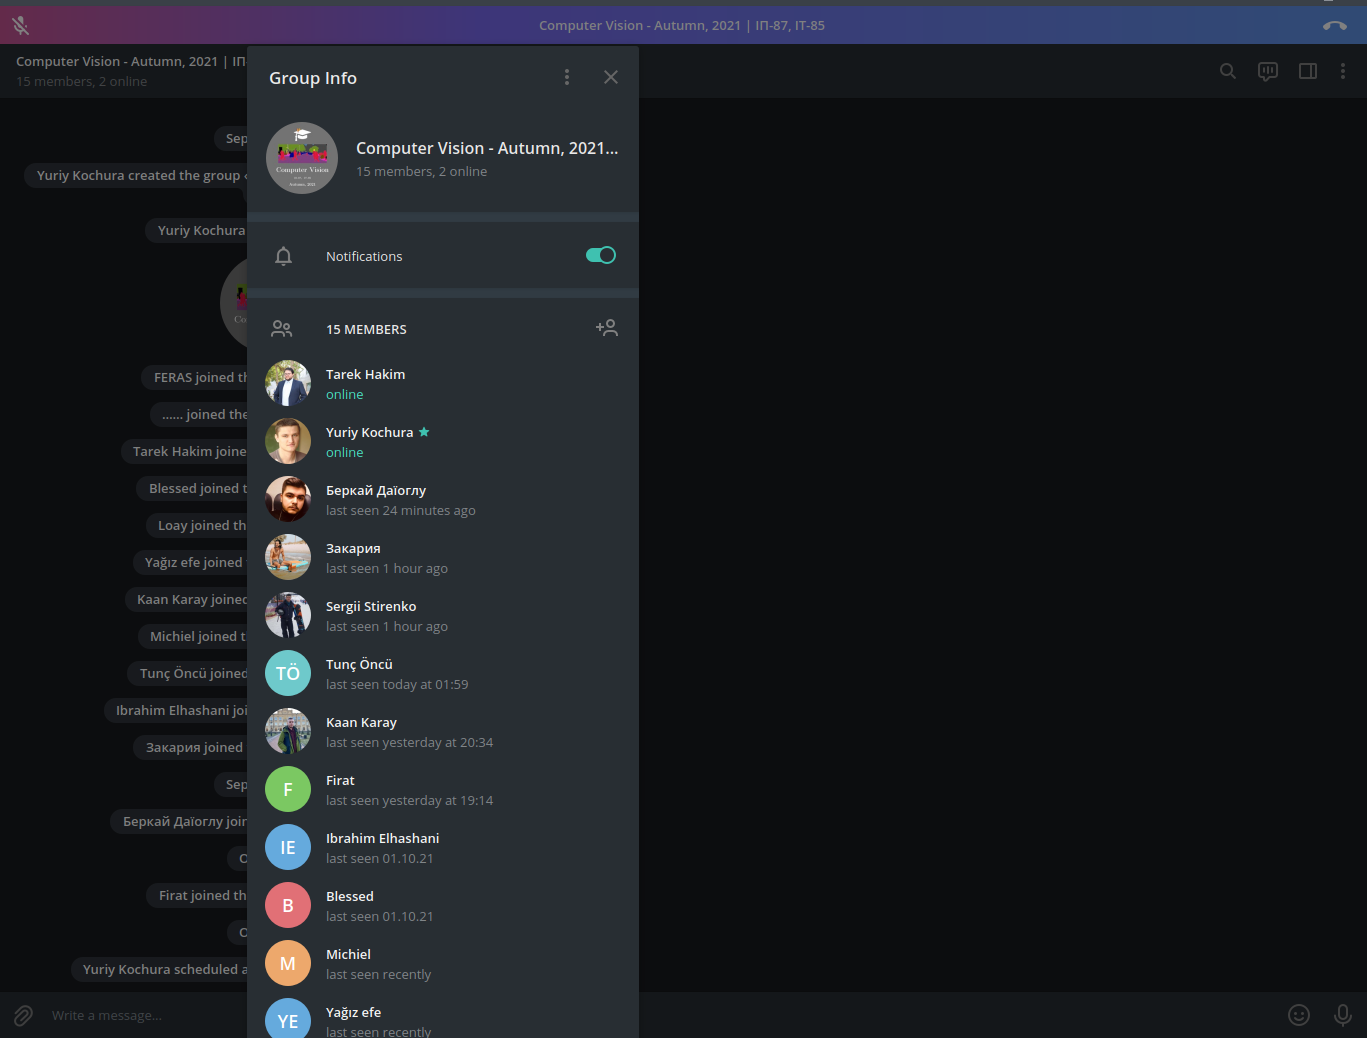 Computer Vision - Autumn, 2021 | ІП-87, ІТ-85
Computer Vision - Autumn, 2021 | ІП
15 members, 2 online
Sep
Yuriy Kochura created the group
Yuriy Kochura
FERAS joined th
...... joined the
Tarek Hakim joine
Blessed joined t
Loay joined th
Yağız efe joined
Kaan Karay joined
Michiel joined t
Tunç Öncü joined
Ibrahim Elhashani joi
Закария joined
Sep
Беркай Даїоглу joir
O
Firat joined th
O
Yuriy Kochura scheduled a
Write a message...
Group Info
Computer Vision
Computer Vision - Autumn, 2021...
15 members, 2 online
Notifications
15 MEMBERS
Tarek Hakim
online
Yuriy Kochura
online
Беркай Даїоглу
last seen 24 minutes ago
Закария
last seen 1 hour ago
Sergii Stirenko
last seen 1 hour ago
TÖ
Tunç Öncü
last seen today at 01:59
Kaan Karay
last seen yesterday at 20:34
F
Firat
last seen yesterday at 19:14
IE
Ibrahim Elhashani
last seen 01.10.21
B
Blessed
last seen 01.10.21
M
Michiel
last seen recently
YE
Yağız efe
last seen recently